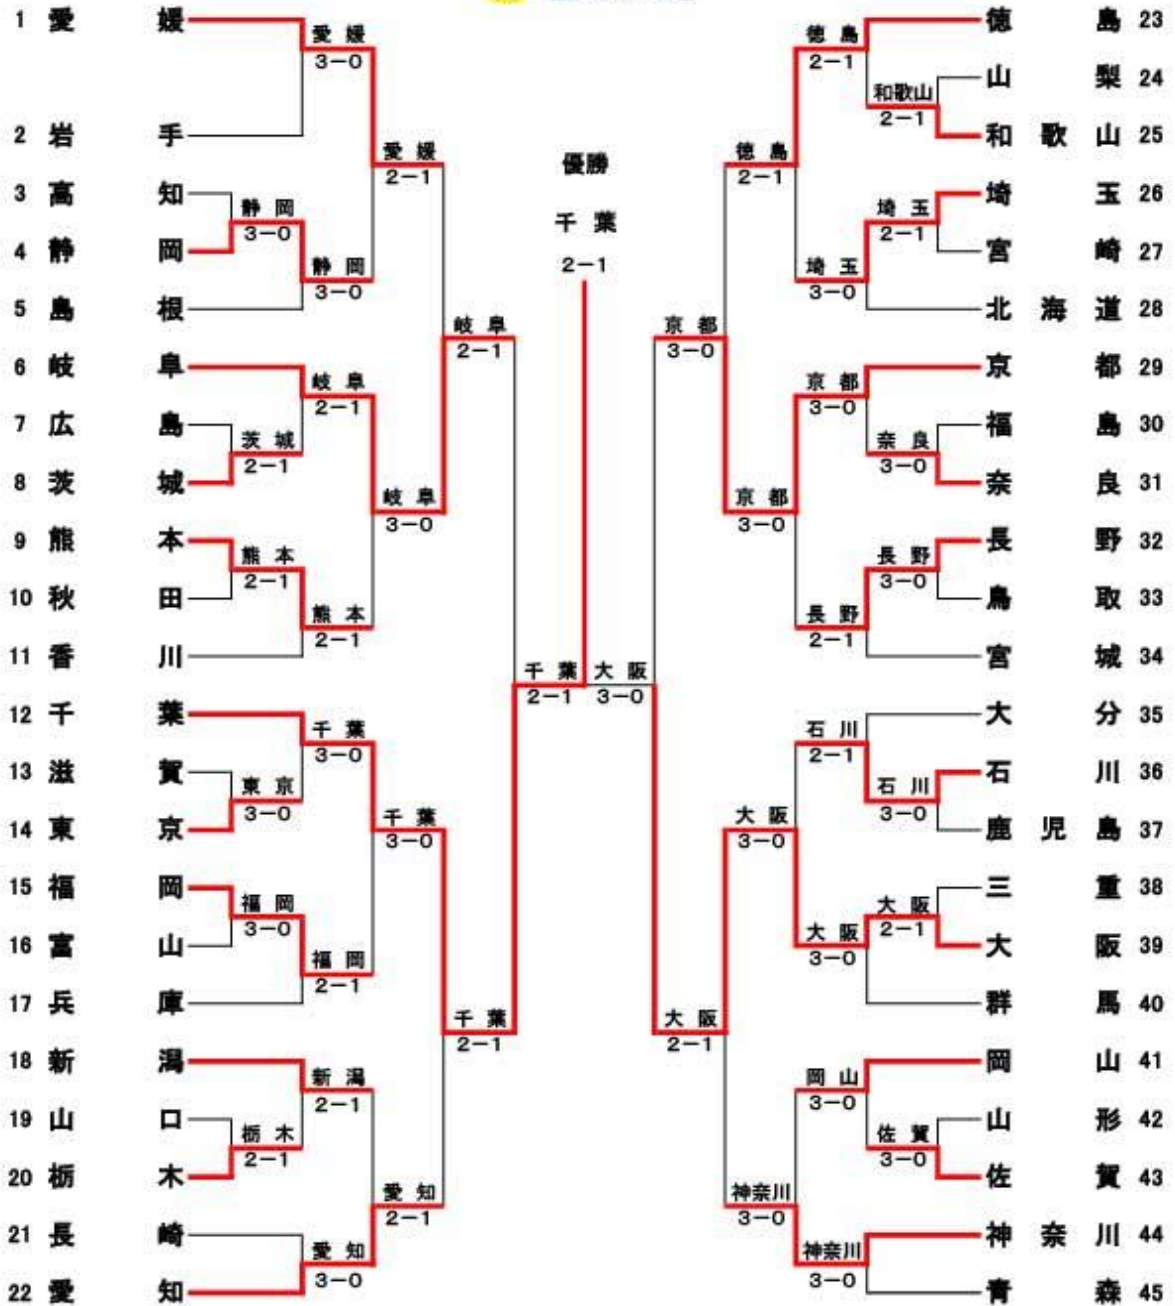 1 愛媛
愛媛
3-0
2 岩手
3 高知
静岡
3-0
4 静岡
静岡
3-0
5 島根
愛媛
2-1
6 岐阜
岐阜
2-1
7 広島
茨城
2-1
8 茨城
岐阜
3-0
9 熊本
熊本
2-1
10 秋田
熊本
2-1
11 香川
岐阜
2-1
12 千葉
千葉
3-0
13 滋賀
東京
3-0
14 東京
千葉
3-0
15 福岡
福岡
3-0
16 富山
福岡
2-1
17 兵庫
千葉
2-1
18 新潟
新潟
2-1
19 山口
栃木
2-1
20 栃木
愛知
2-1
21 長崎
愛知
3-0
22 愛知
千葉
2-1
優勝
千葉
2-1
大阪
3-0
徳島 23
徳島
2-1
山梨 24
和歌山
2-1
和歌山 25
徳島
2-1
埼玉 26
埼玉
2-1
宮崎 27
埼玉
3-0
北海道 28
京都
3-0
京都 29
京都
3-0
福島 30
奈良
3-0
奈良 31
京都
3-0
長野 32
長野
3-0
鳥取 33
長野
2-1
宮城 34
大分 35
石川
2-1
石川 36
石川
3-0
鹿児島 37
大阪
3-0
三重 38
大阪
2-1
大阪 39
大阪
3-0
群馬 40
大阪
2-1
岡山 41
岡山
3-0
山形 42
佐賀
3-0
佐賀 43
神奈川
3-0
神奈川 44
神奈川
3-0
青森 45